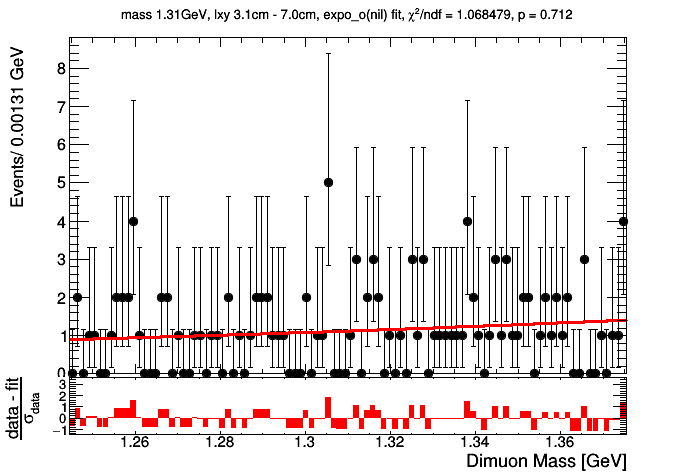 mass 1.31GeV, lxy 3.1cm - 7.0cm, expo_o(nil) fit, χ²/ndf = 1.068479, p = 0.712
Events/ 0.00131 GeV
8
7
6
5
4
3
2
1
0
data - fit
σdata
3
2
1
0
−1
1.26 1.28 1.3 1.32 1.34 1.36
Dimuon Mass [GeV]